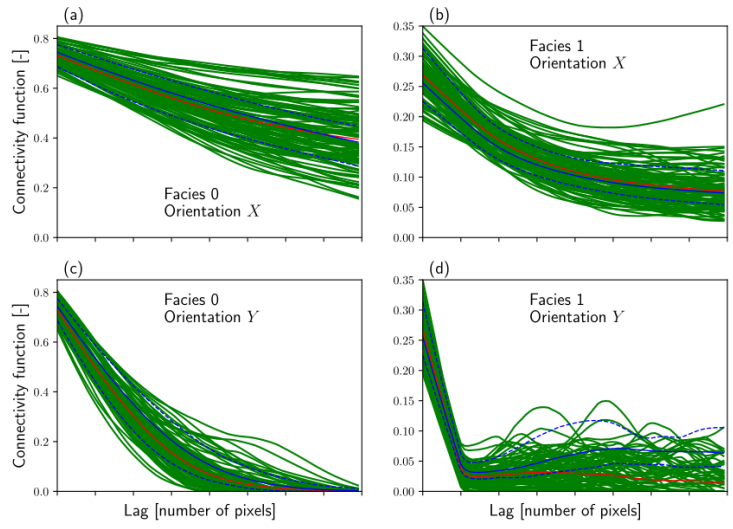 (a)
(b)
Connectivity function [-]
0.8
0.6
0.4
0.2
0.0
Facies 0
Orientation X
0.35
0.30
0.25
0.20
0.15
0.10
0.05
0.00
Facies 1
Orientation X
(c)
(d)
Connectivity function [-]
0.8
0.6
0.4
0.2
0.0
Facies 0
Orientation Y
Lag [number of pixels]
0.35
0.30
0.25
0.20
0.15
0.10
0.05
0.00
Facies 1
Orientation Y
Lag [number of pixels]